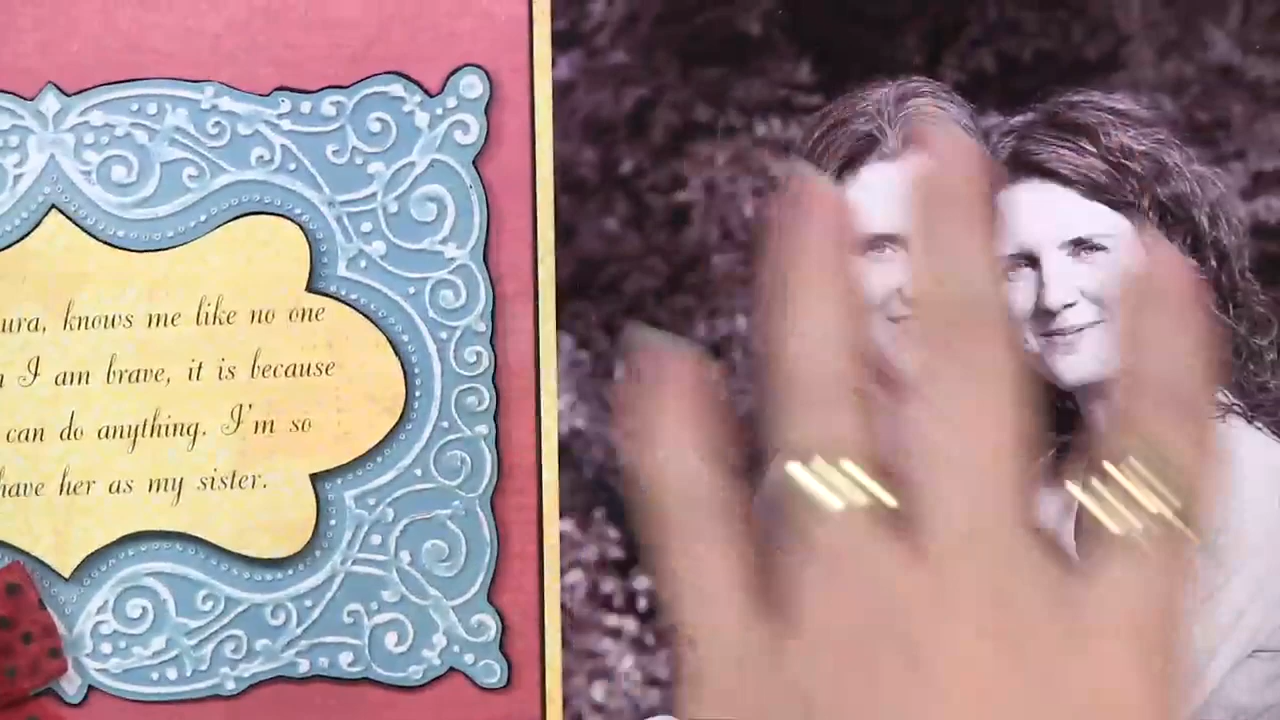 ura, knows me like no one
I am brave, it is because
can do anything. I'm so
have her as my sister.